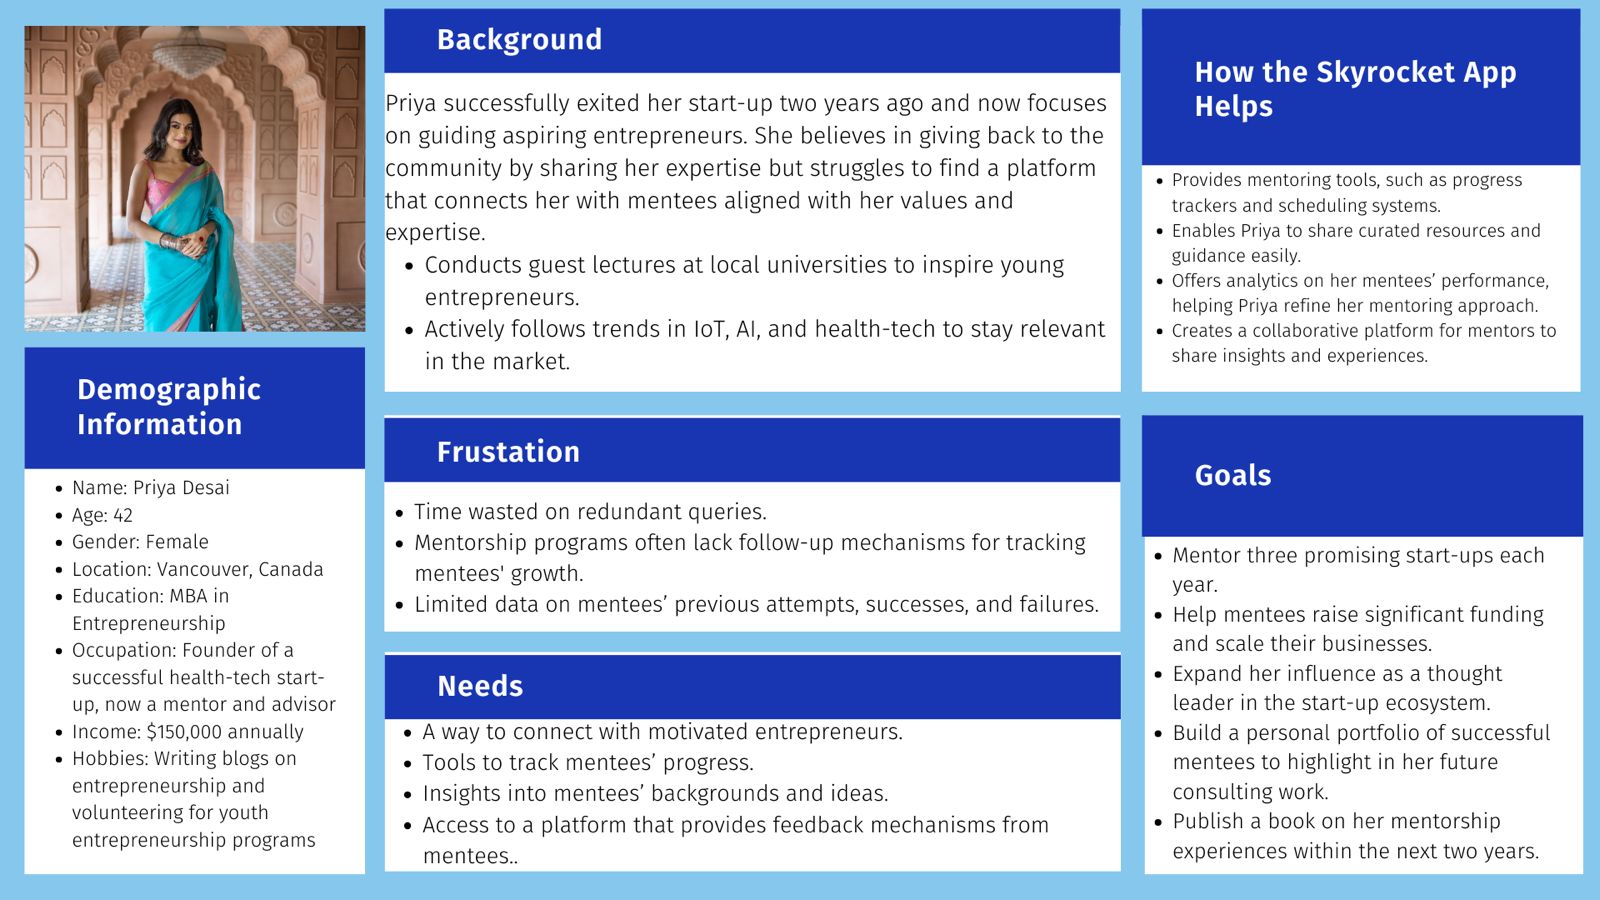 Background
Priya successfully exited her start-up two years ago and now focuses
on guiding aspiring entrepreneurs. She believes in giving back to the
community by sharing her expertise but struggles to find a platform
that connects her with mentees aligned with her values and
expertise.
• Conducts guest lectures at local universities to inspire young
entrepreneurs.
• Actively follows trends in IoT, AI, and health-tech to stay relevant
in the market.
How the Skyrocket App
Helps
• Provides mentoring tools, such as progress
trackers and scheduling systems.
• Enables Priya to share curated resources and
guidance easily.
• Offers analytics on her mentees’ performance,
helping Priya refine her mentoring approach.
• Creates a collaborative platform for mentors to
share insights and experiences.
Demographic
Information
• Name: Priya Desai
• Age: 42
• Gender: Female
• Location: Vancouver, Canada
• Education: MBA in
Entrepreneurship
• Occupation: Founder of a
successful health-tech start-
up, now a mentor and advisor
• Income: $150,000 annually
• Hobbies: Writing blogs on
entrepreneurship and
volunteering for youth
entrepreneurship programs
Frustation
• Time wasted on redundant queries.
• Mentorship programs often lack follow-up mechanisms for tracking
mentees' growth.
• Limited data on mentees’ previous attempts, successes, and failures.
Needs
• A way to connect with motivated entrepreneurs.
• Tools to track mentees’ progress.
• Insights into mentees’ backgrounds and ideas.
• Access to a platform that provides feedback mechanisms from
mentees..
Goals
• Mentor three promising start-ups each
year.
• Help mentees raise significant funding
and scale their businesses.
• Expand her influence as a thought
leader in the start-up ecosystem.
• Build a personal portfolio of successful
mentees to highlight in her future
consulting work.
• Publish a book on her mentorship
experiences within the next two years.